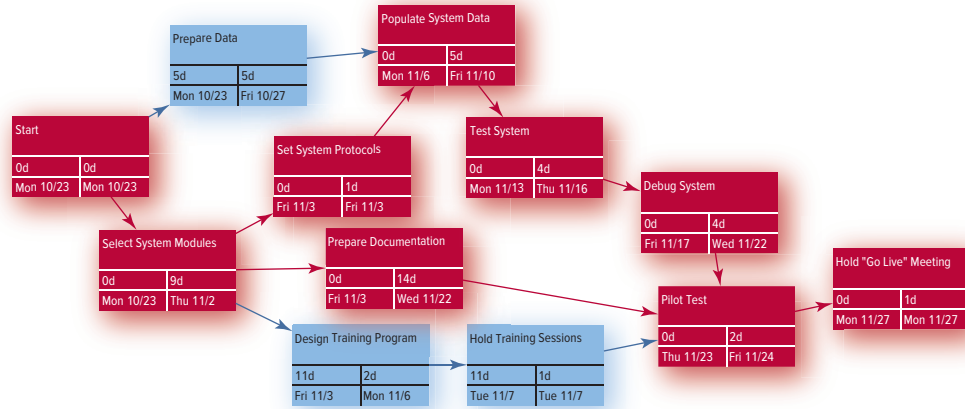 Populate System Data
0d 5d
Mon 11/6 Fri 11/10
Prepare Data
5d 5d
Mon 10/23 Fri 10/27
Start
0d 0d
Mon 10/23 Mon 10/23
Test System
0d 4d
Mon 11/13 Thu 11/16
Set System Protocols
0d 1d
Fri 11/3 Fri 11/3
Debug System
0d 4d
Fri 11/17 Wed 11/22
Select System Modules
0d 9d
Mon 10/23 Thu 11/2
Prepare Documentation
0d 14d
Fri 11/3 Wed 11/22
Hold "Go Live" Meeting
0d 1d
Mon 11/27 Mon 11/27
Pilot Test
0d 2d
Thu 11/23 Fri 11/24
Design Training Program
11d 2d
Fri 11/3 Mon 11/6
Hold Training Sessions
11d 1d
Tue 11/7 Tue 11/7